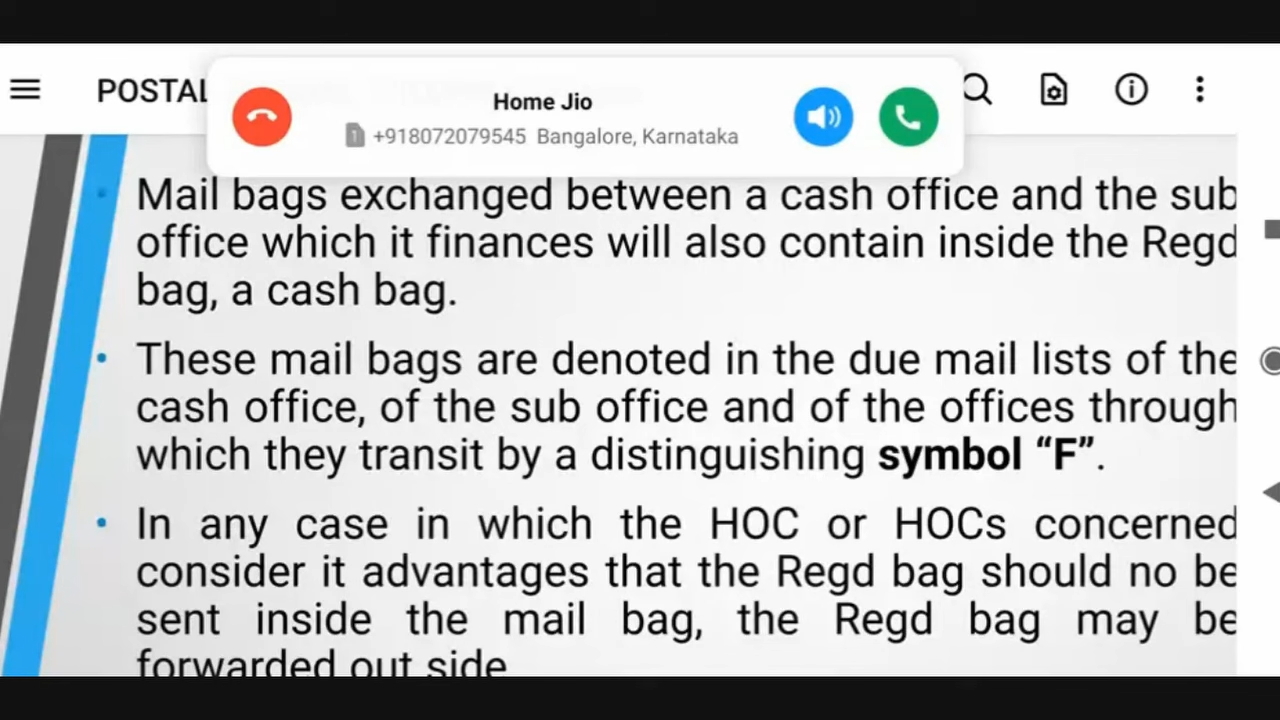 POSTAL
Home Jio
1 +918072079545 Bangalore, Karnataka
• Mail bags exchanged between a cash office and the sub
office which it finances will also contain inside the Regd
bag, a cash bag.
• These mail bags are denoted in the due mail lists of the
cash office, of the sub office and of the offices through
which they transit by a distinguishing symbol “F”.
• In any case in which the HOC or HOCs concerned
consider it advantages that the Regd bag should no be
sent inside the mail bag, the Regd bag may be
forwarded out side